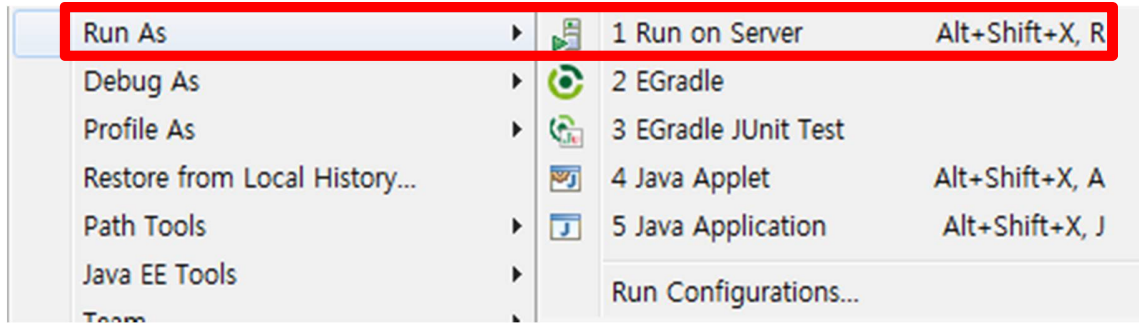 Run As
1 Run on Server Alt+Shift+X, R
Debug As
2 EGradle
Profile As
3 EGradle JUnit Test
Restore from Local History...
4 Java Applet Alt+Shift+X, A
Path Tools
5 Java Application Alt+Shift+X, J
Java EE Tools
Run Configurations...
Team